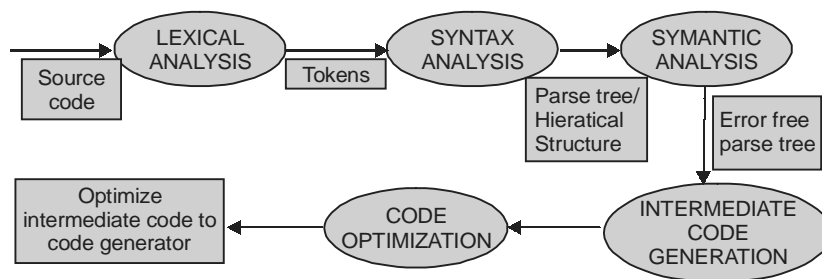 LEXICAL
ANALYSIS
SYNTAX
ANALYSIS
SYMANTIC
ANALYSIS
Source
code
Tokens
Parse tree/
Hieratical
Structure
Error free
parse tree
Optimize
intermediate code to
code generator
CODE
OPTIMIZATION
INTERMEDIATE
CODE
GENERATION